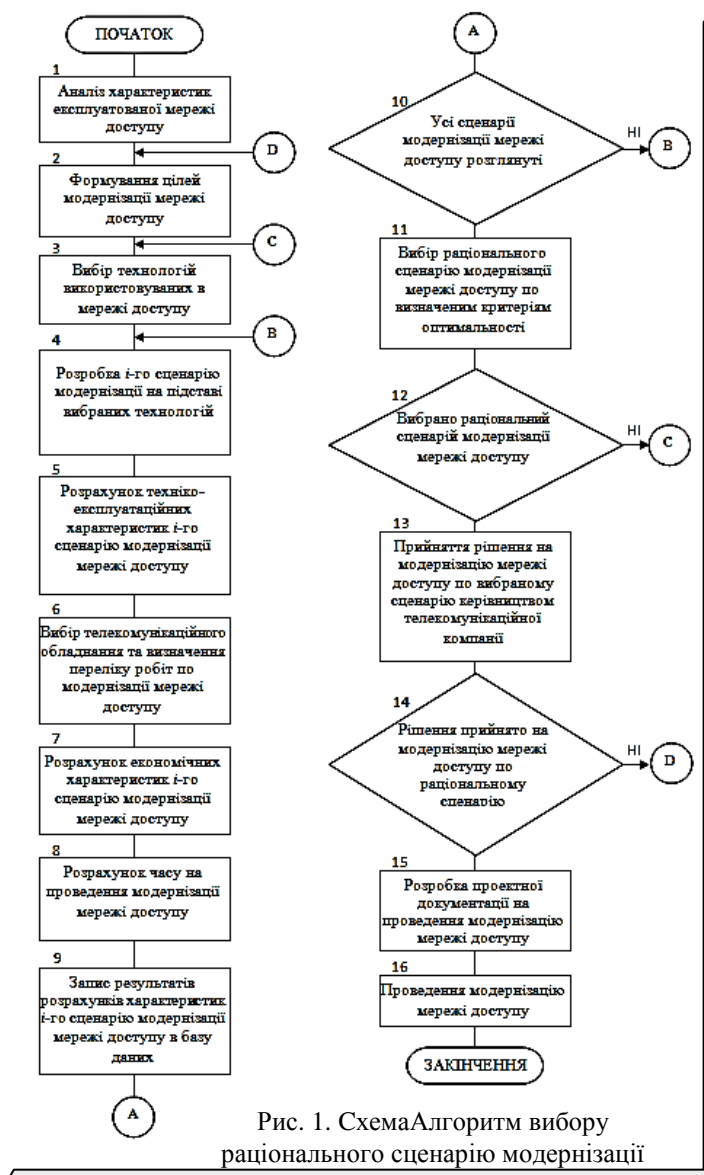 ПОЧАТОК
1
Аналіз характеристик
експлуатованої мережі
доступу
D
2
Формування цілей
модернізації мережі
доступу
C
3
Вибір технологій
використовуваних в
мережі доступу
B
4
Розробка i-го сценарію
модернізації на підставі
вибраних технологій
5
Розрахунок техніко-
експлуатаційних
характеристик i-го
сценарію модернізації
мережі доступу
6
Вибір телекомунікаційного
обладнання та визначення
переліку робіт по
модернізації мережі
доступу
7
Розрахунок економічних
характеристик i-го
сценарію модернізації
мережі доступу
8
Розрахунок часу на
проведення модернізації
мережі доступу
9
Запис результатів
розрахунків характеристик
i-го сценарію модернізації
мережі доступу в базу
даних
A
A
10
Усі сценарії
модернізації мережі
доступу розглянуті
НІ
B
11
Вибір раціонального
сценарію модернізації
мережі доступу по
визначеним критеріям
оптимальності
12
Вибрано раціональний
сценарій модернізації
мережі доступу
НІ
C
13
Прийняття рішення на
модернізацію мережі
доступу по вибраному
сценарію керівництвом
телекомунікаційної
компанії
14
Рішення прийнято на
модернізацію мережі
доступу по
раціональному
сценарію
НІ
D
15
Розробка проектної
документації на
проведення модернізацію
мережі доступу
16
Проведення модернізацію
мережі доступу
ЗАКІНЧЕННЯ
Рис. 1. СхемаАлгоритм вибору
раціонального сценарію модернізації